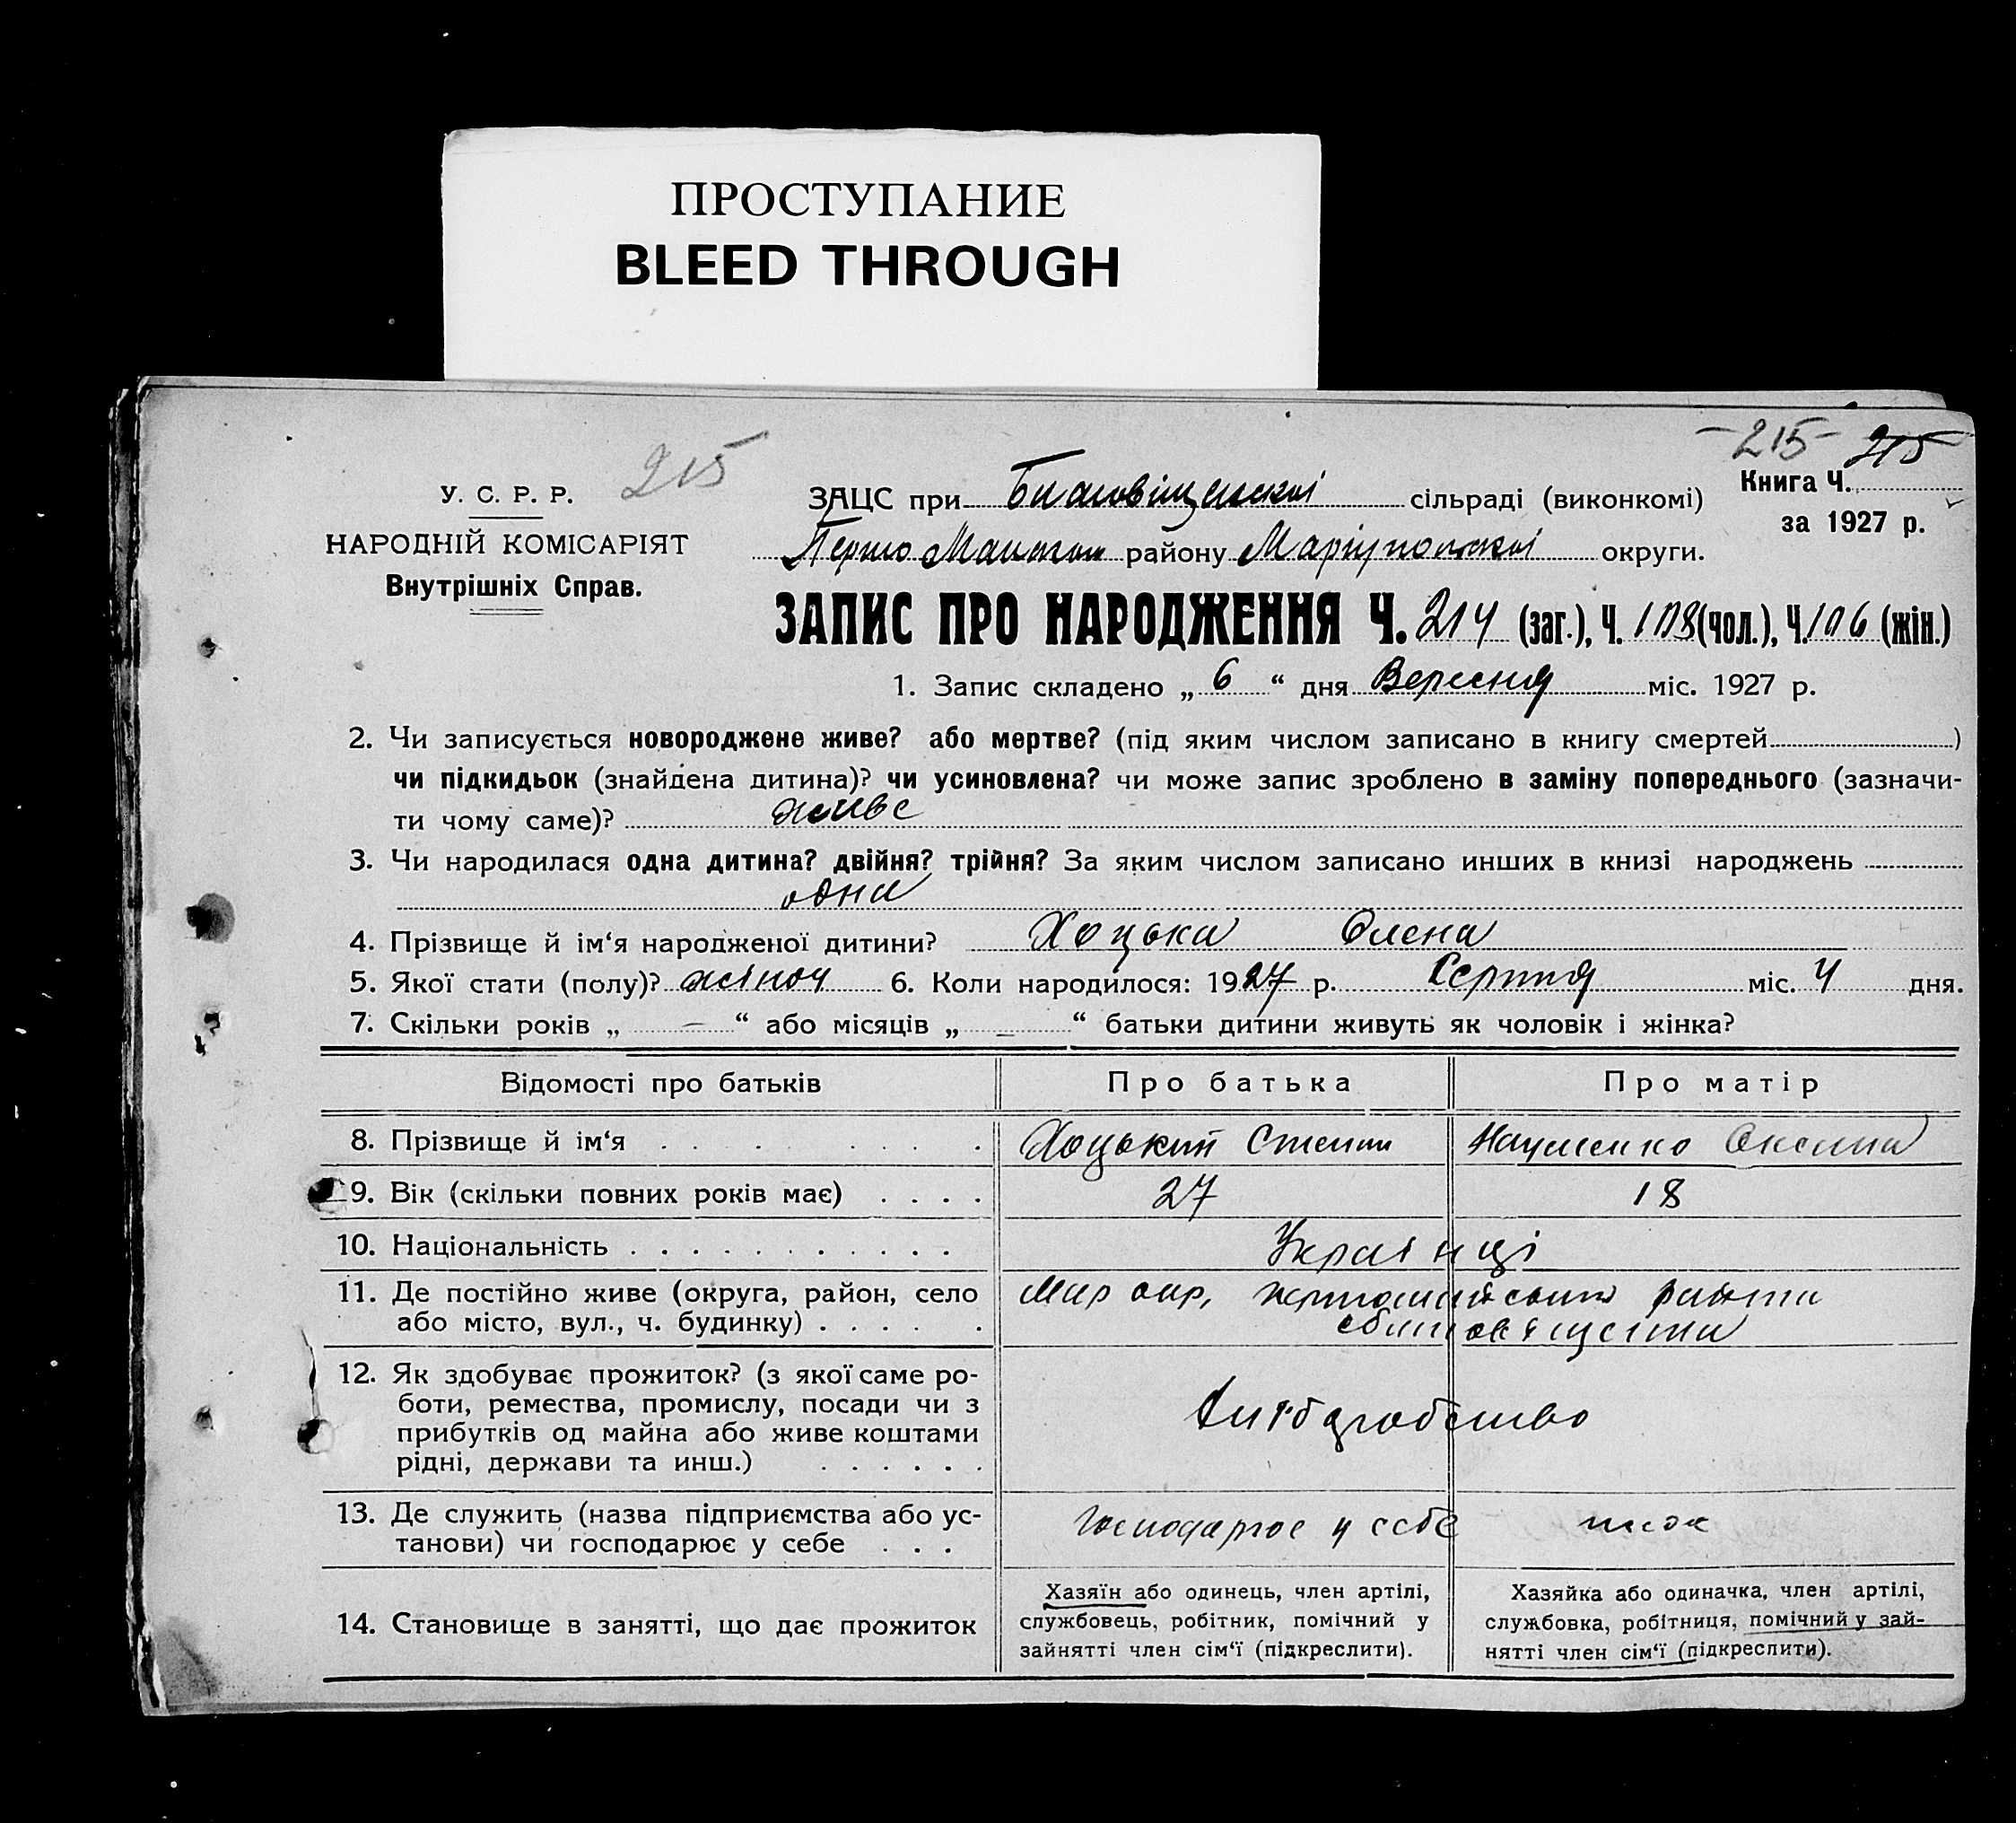 ПРОСТУПАНИЕ
BLEED THROUGH
215
-215- 215
У. С. Р. Р.
НАРОДНІЙ КОМІСАРІЯТ
Внутрішніх Справ.
ЗАЦС при сільраді (виконкомі)
Книга Ч.
за 1927 р.
району Маріупольскої округи.
ЗАПИС ПРО НАРОДЖЕННЯ Ч. 214 (заг.), Ч. 108 (чол.), Ч. 106 (жін.)
1. Запис складено „ 6 “ дня Вересня міс. 1927 р.
2. Чи записується новороджене живе? або мертве? (під яким числом записано в книгу смертей )
чи підкидьок (знайдена дитина)? чи усиновлена? чи може запис зроблено в заміну попереднього (зазначи-
ти чому саме)? живе
3. Чи народилася одна дитина? двійня? трійня? За яким числом записано инших в книзі народжень
одна
4. Прізвище й ім‘я народженої дитини? Хоцька Олена
5. Якої стати (полу)? жіноч 6. Коли народилося: 1927 р. Серпня міс. 4 дня.
7. Скільки років „ — “ або місяців „ — “ батьки дитини живуть як чоловік і жінка?
Відомості про батьків Про батька Про матір
8. Прізвище й ім‘я Хоцький Степан Науменко Оксана
9. Вік (скільки повних років має) 27 18
10. Національність Українці
11. Де постійно живе (округа, район, село Мар окр. району
або місто, вул., ч. будинку)
12. Як здобуває прожиток? (з якої саме ро-
боти, ремества, промислу, посади чи з
прибутків од майна або живе коштами
рідні, держави та инш.)
13. Де служить (назва підприємства або ус- Господарює у себе
танови) чи господарює у себе
14. Становище в занятті, що дає прожиток
Хазяїн або одинець, член артілі,
службовець, робітник, помічний у
зайнятті член сім‘ї (підкреслити).
Хазяйка або одиначка, член артілі,
службовка, робітниця, помічний у зай-
нятті член сім‘ї (підкреслити).